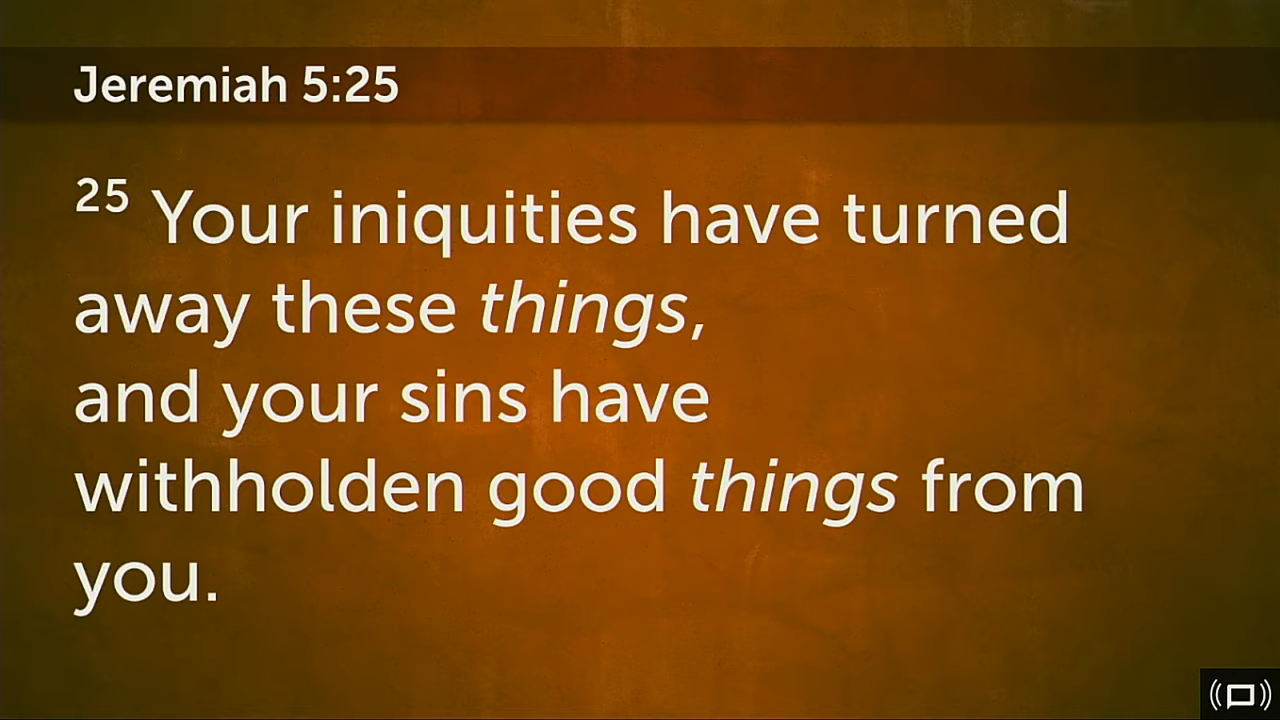 Jeremiah 5:25
25 Your iniquities have turned
away these things,
and your sins have
withholden good things from
you.